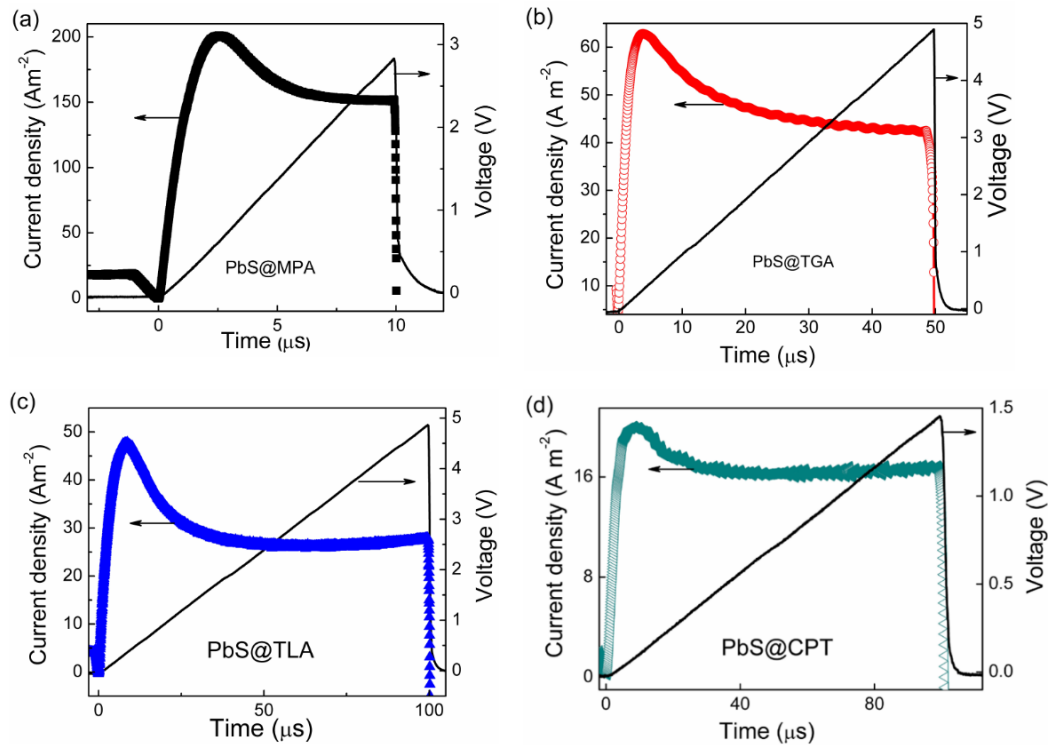 (a)
200
150
100
50
0
Current density (Am-2)
3
2
1
0
Voltage (V)
PbS@MPA
0
5
10
Time (μs)
(b)
60
50
40
30
20
10
Current density (A m-2)
5
4
3
2
1
0
Voltage (V)
PbS@TGA
0
10
20
30
40
50
Time (μs)
(c)
50
40
30
20
10
0
Current density (Am-2)
5
4
3
2
1
0
Voltage (V)
PbS@TLA
0
50
100
Time (μs)
(d)
16
8
0
Current density (A m-2)
1.5
1.0
0.5
0.0
Voltage (V)
PbS@CPT
0
40
80
Time (μs)